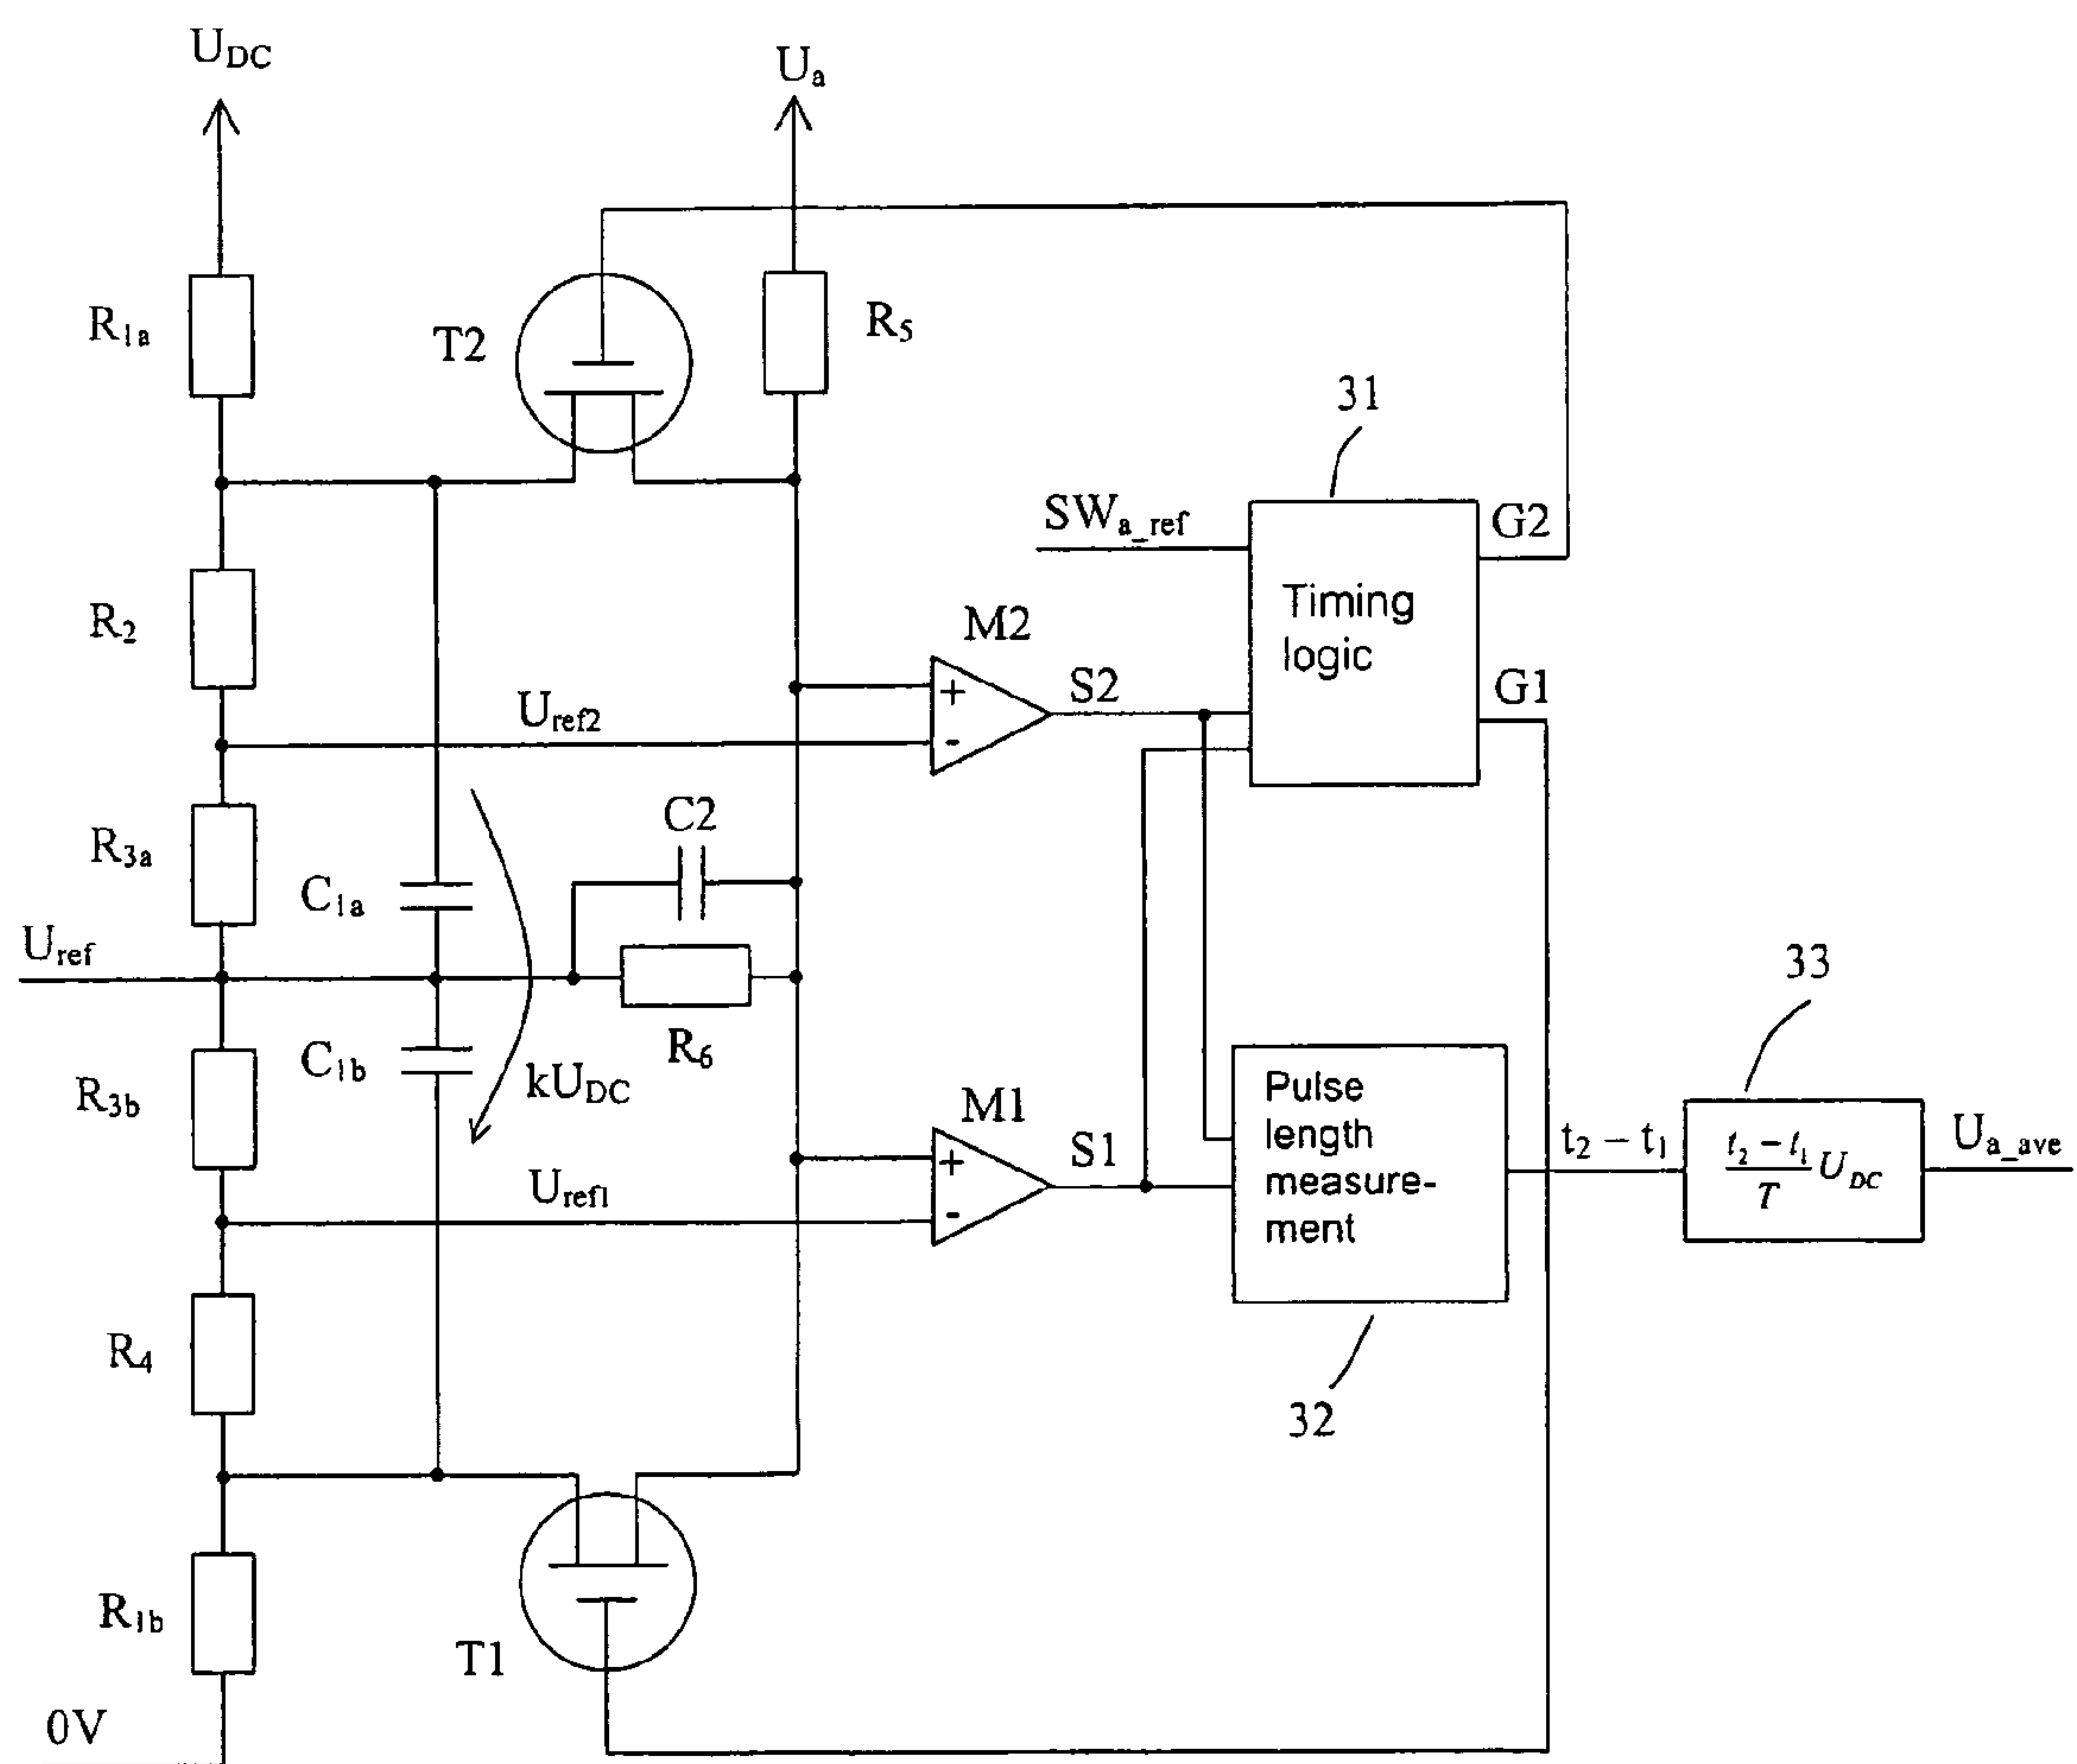 U_DC
U_a
R_1a
T2
R_5
31
SW_a_ref
G2
Timing
logic
R_2
M2
S2
G1
U_ref2
+
-
C2
R_3a
C_1a
U_ref
33
R_6
C_1b
kU_DC
R_3b
M1
S1
Pulse
length
measure-
ment
t_2 – t_1
t_2 – t_1
T
U_DC
U_a_ave
U_ref1
+
-
R_4
32
R_1b
T1
0V